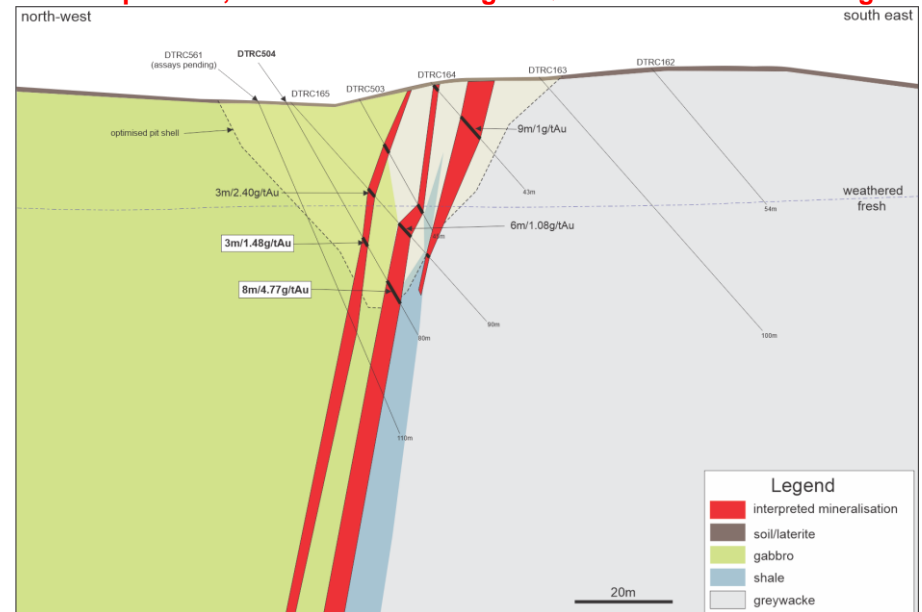 north-west
south east
DTRC561
(assays pending)
DTRC504
DTRC165
DTRC503
DTRC164
DTRC163
DTRC162
optimised pit shell
9m/1g/tAu
3m/2.40g/tAu
43m
weathered
fresh
54m
6m/1.08g/tAu
3m/1.48g/tAu
8m/4.77g/tAu
90m
80m
100m
110m
Legend
interpreted mineralisation
soil/laterite
gabbro
shale
greywacke
20m